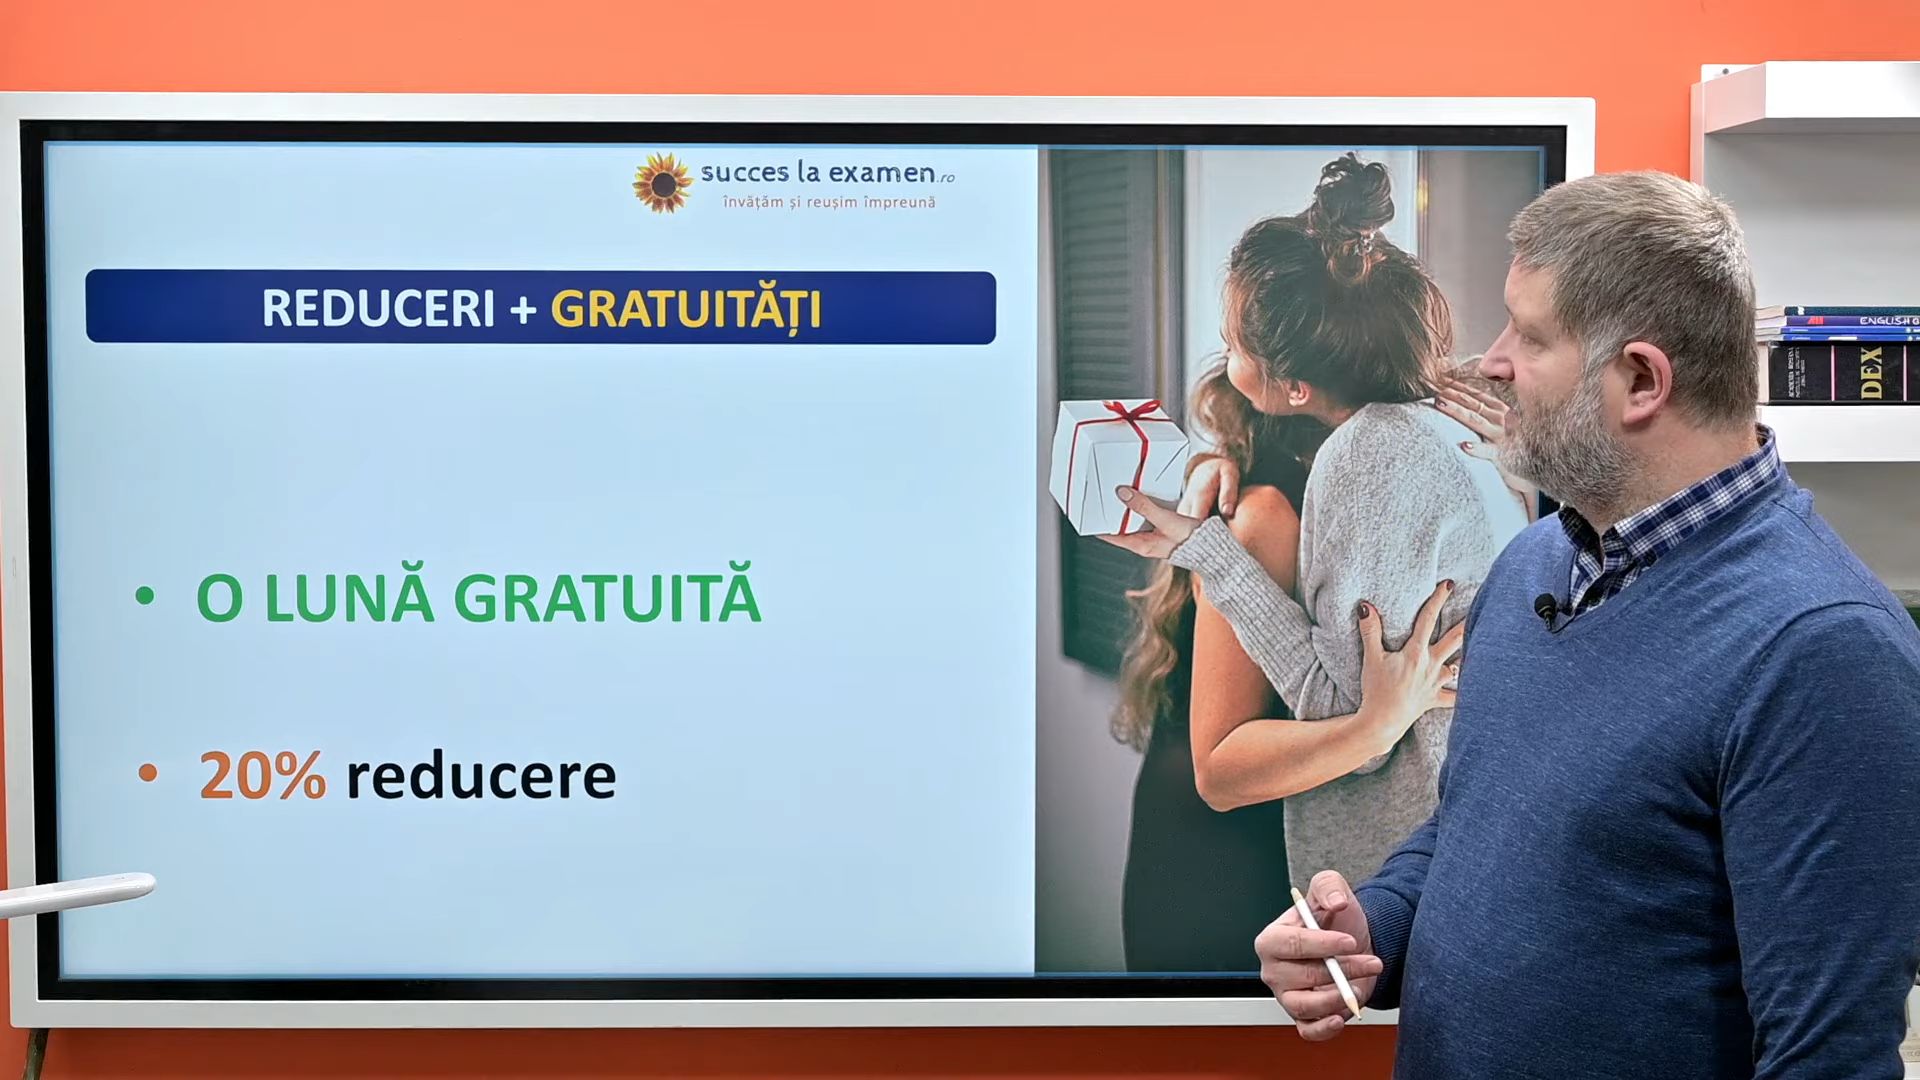 succes la examen.ro
învățăm și reușim împreună
REDUCERI + GRATUITĂȚI
• O LUNĂ GRATUITĂ
• 20% reducere
ENGLISH
DEX